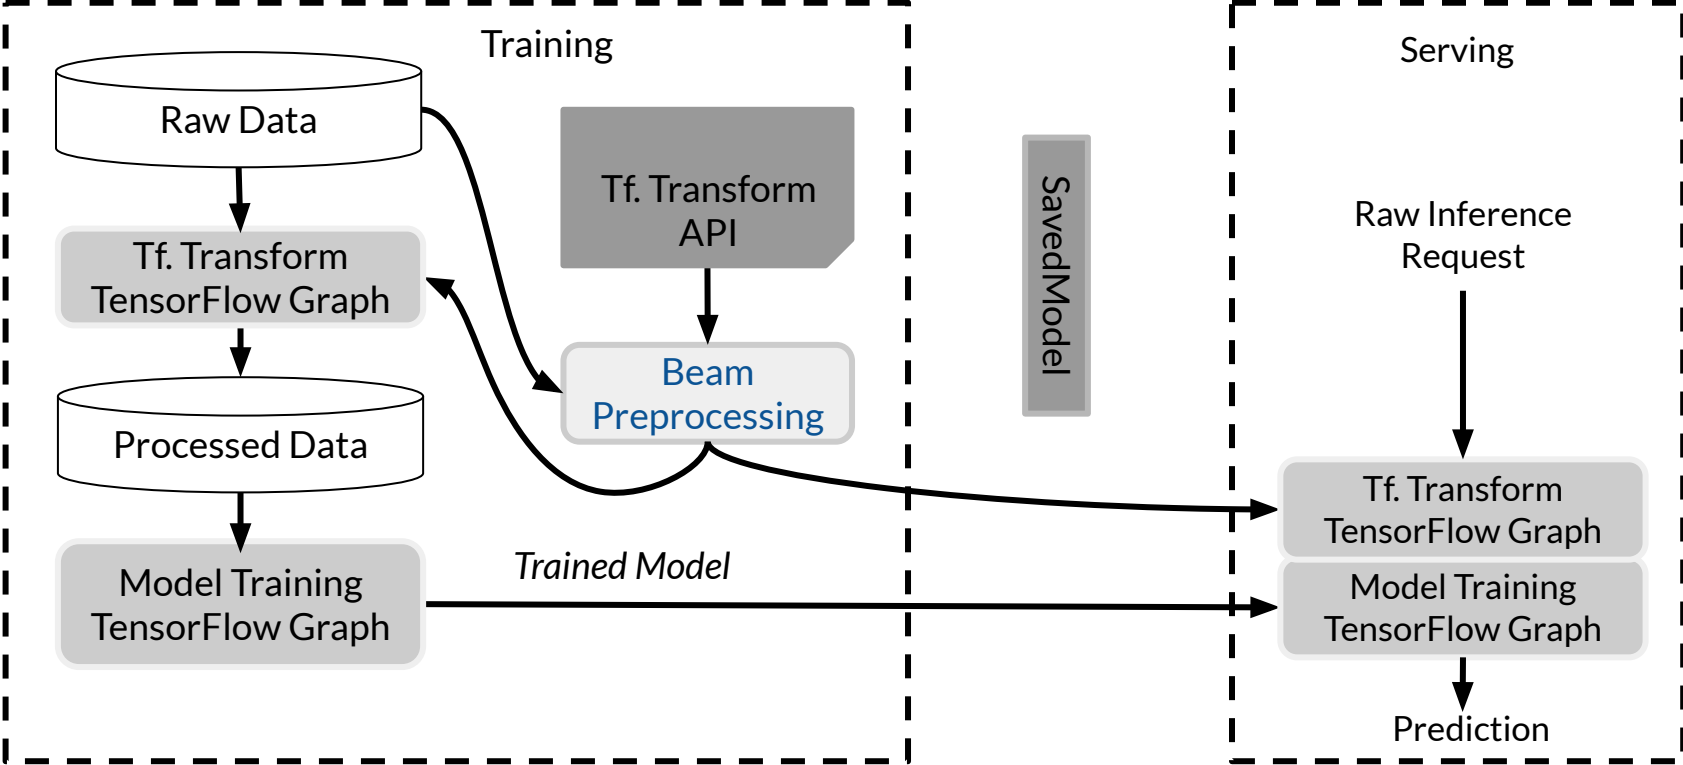 Training
Raw Data
Tf. Transform
API
Tf. Transform
TensorFlow Graph
Beam
Preprocessing
Processed Data
Trained Model
Model Training
TensorFlow Graph
SavedModel
Serving
Raw Inference
Request
Tf. Transform
TensorFlow Graph
Model Training
TensorFlow Graph
Prediction